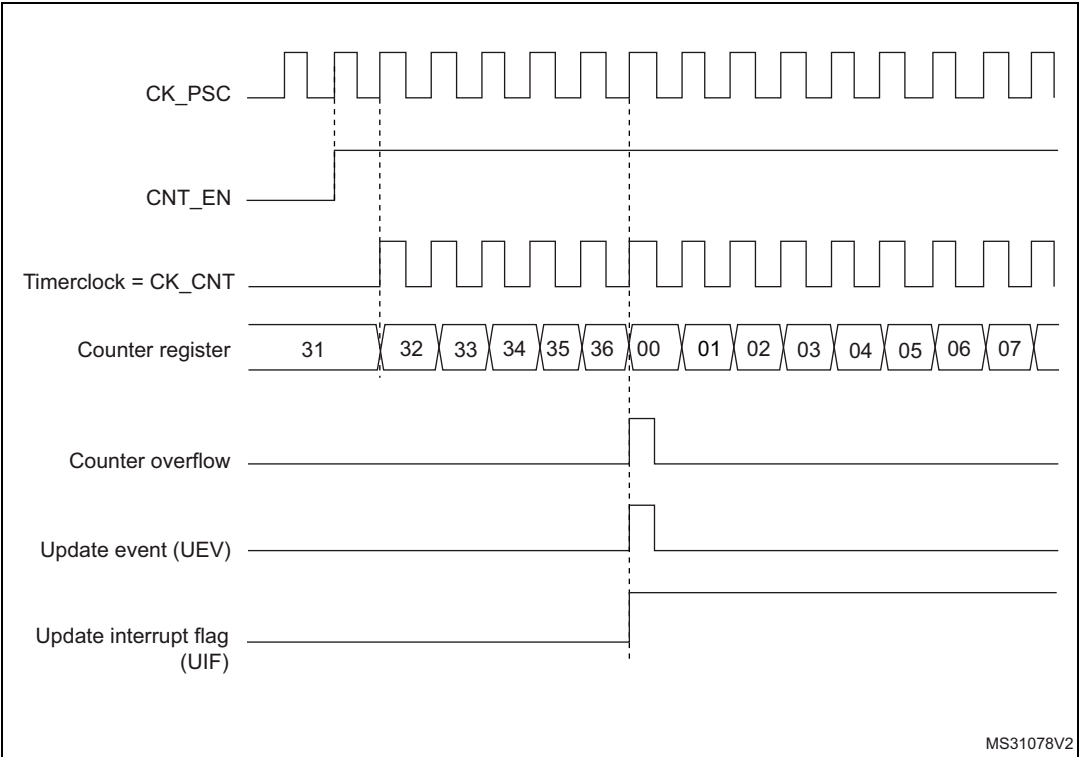 CK_PSC
CNT_EN
Timerclock = CK_CNT
Counter register 31 32 33 34 35 36 00 01 02 03 04 05 06 07
Counter overflow
Update event (UEV)
Update interrupt flag
(UIF)
MS31078V2